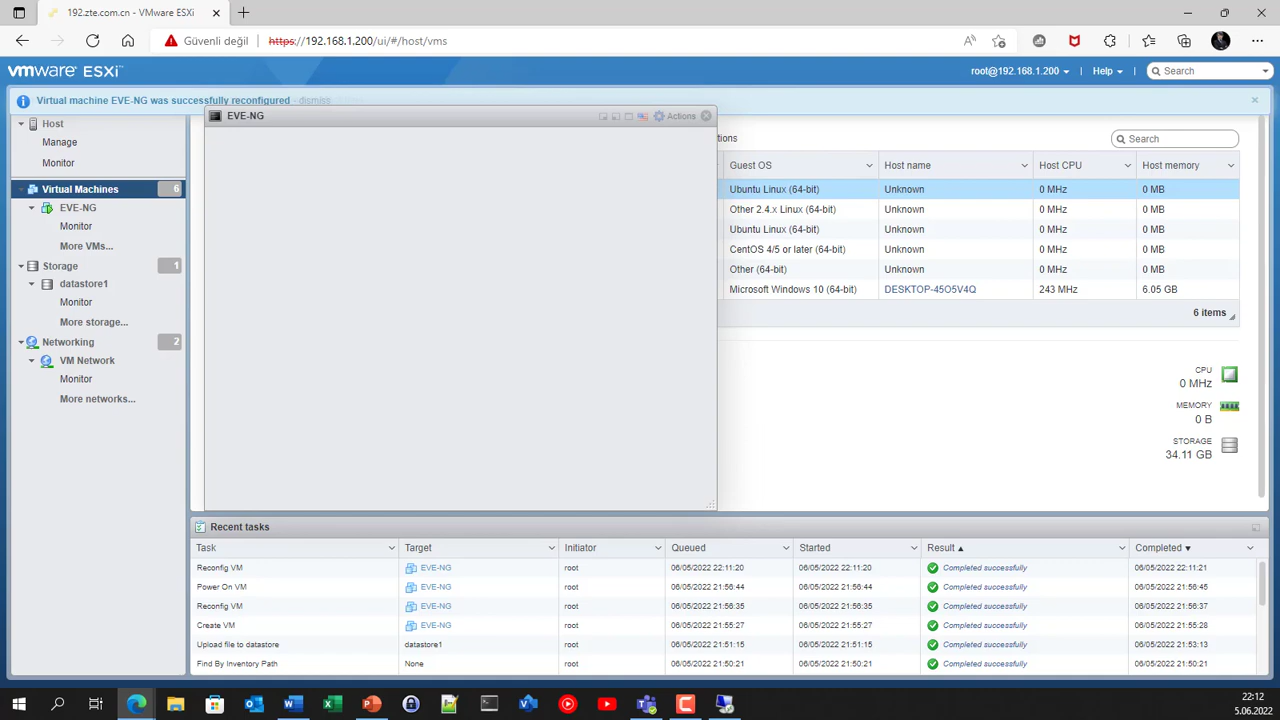 192.zte.com.cn - VMware ESXi
Güvenli değil
https://192.168.1.200/ui/#/host/vms
vmware ESXi
root@192.168.1.200
Help
Search
Virtual machine EVE-NG was successfully reconfigured - dismiss
Host
Manage
Monitor
Virtual Machines 6
EVE-NG
Monitor
More VMs...
Storage 1
datastore1
Monitor
More storage...
Networking 2
VM Network
Monitor
More networks...
EVE-NG
Actions
tions
Search
Guest OS Host name Host CPU Host memory
Ubuntu Linux (64-bit) Unknown 0 MHz 0 MB
Other 2.4.x Linux (64-bit) Unknown 0 MHz 0 MB
Ubuntu Linux (64-bit) Unknown 0 MHz 0 MB
CentOS 4/5 or later (64-bit) Unknown 0 MHz 0 MB
Other (64-bit) Unknown 0 MHz 0 MB
Microsoft Windows 10 (64-bit) DESKTOP-45O5V4Q 243 MHz 6.05 GB
6 items
CPU
0 MHz
MEMORY
0 B
STORAGE
34.11 GB
Recent tasks
Task Target Initiator Queued Started Result Completed
Reconfig VM EVE-NG root 06/05/2022 22:11:20 06/05/2022 22:11:20 Completed successfully 06/05/2022 22:11:21
Power On VM EVE-NG root 06/05/2022 21:56:44 06/05/2022 21:56:44 Completed successfully 06/05/2022 21:56:45
Reconfig VM EVE-NG root 06/05/2022 21:56:35 06/05/2022 21:56:35 Completed successfully 06/05/2022 21:56:37
Create VM EVE-NG root 06/05/2022 21:55:27 06/05/2022 21:55:27 Completed successfully 06/05/2022 21:55:28
Upload file to datastore datastore1 root 06/05/2022 21:51:15 06/05/2022 21:51:15 Completed successfully 06/05/2022 21:53:13
Find By Inventory Path None root 06/05/2022 21:50:21 06/05/2022 21:50:21 Completed successfully 06/05/2022 21:50:21
22:12
5.06.2022